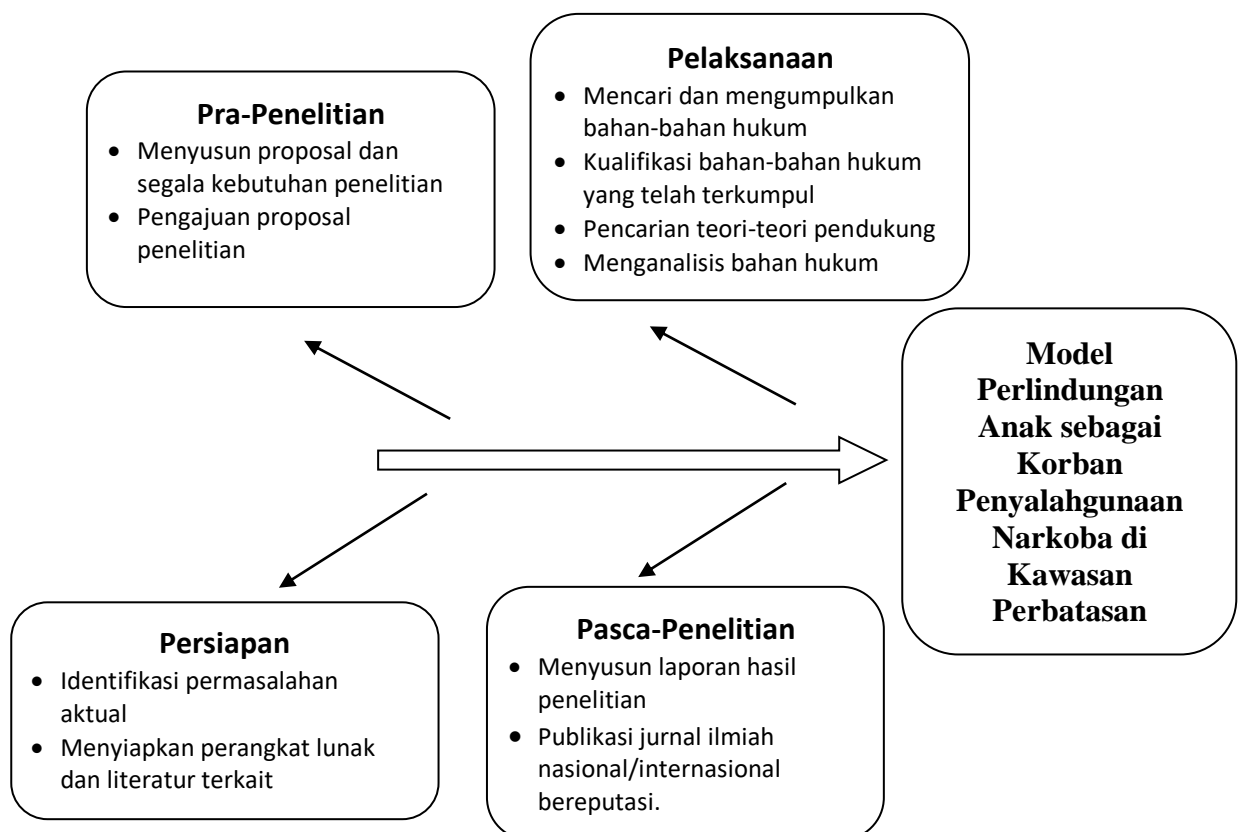 Pra-Penelitian
• Menyusun proposal dan
segala kebutuhan penelitian
• Pengajuan proposal
penelitian
Pelaksanaan
• Mencari dan mengumpulkan
bahan-bahan hukum
• Kualifikasi bahan-bahan hukum
yang telah terkumpul
• Pencarian teori-teori pendukung
• Menganalisis bahan hukum
Model
Perlindungan
Anak sebagai
Korban
Penyalahgunaan
Narkoba di
Kawasan
Perbatasan
Persiapan
• Identifikasi permasalahan
aktual
• Menyiapkan perangkat lunak
dan literatur terkait
Pasca-Penelitian
• Menyusun laporan hasil
penelitian
• Publikasi jurnal ilmiah
nasional/internasional
bereputasi.